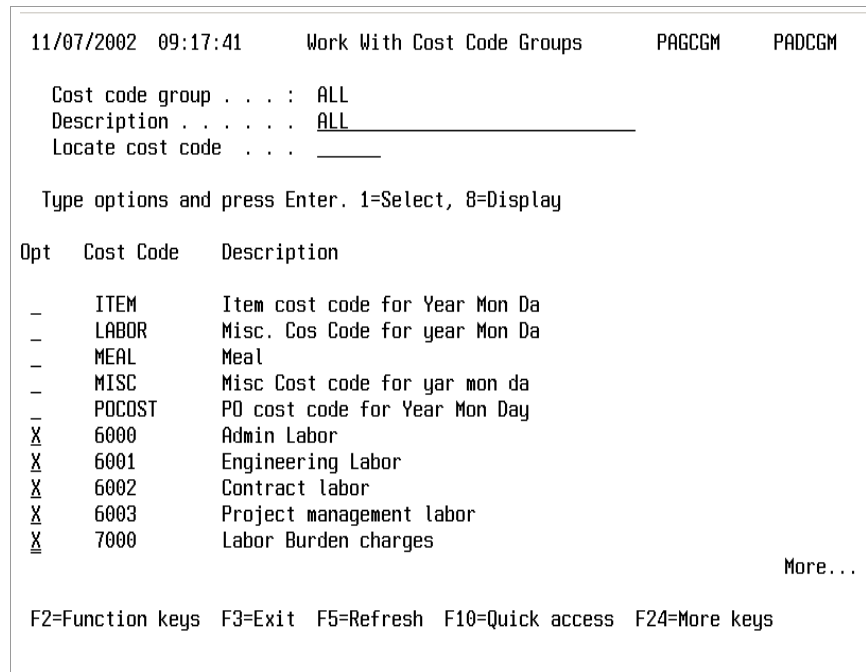 11/07/2002 09:17:41 Work With Cost Code Groups PAGCGM PADCGM
Cost code group . . . : ALL
Description . . . . . . ALL
Locate cost code . . . ______
Type options and press Enter. 1=Select, 8=Display
Opt Cost Code Description
_ ITEM Item cost code for Year Mon Da
_ LABOR Misc. Cos Code for year Mon Da
_ MEAL Meal
_ MISC Misc Cost code for yar mon da
_ POCOST PO cost code for Year Mon Day
X 6000 Admin Labor
X 6001 Engineering Labor
X 6002 Contract labor
X 6003 Project management labor
X 7000 Labor Burden charges
More...
F2=Function keys F3=Exit F5=Refresh F10=Quick access F24=More keys